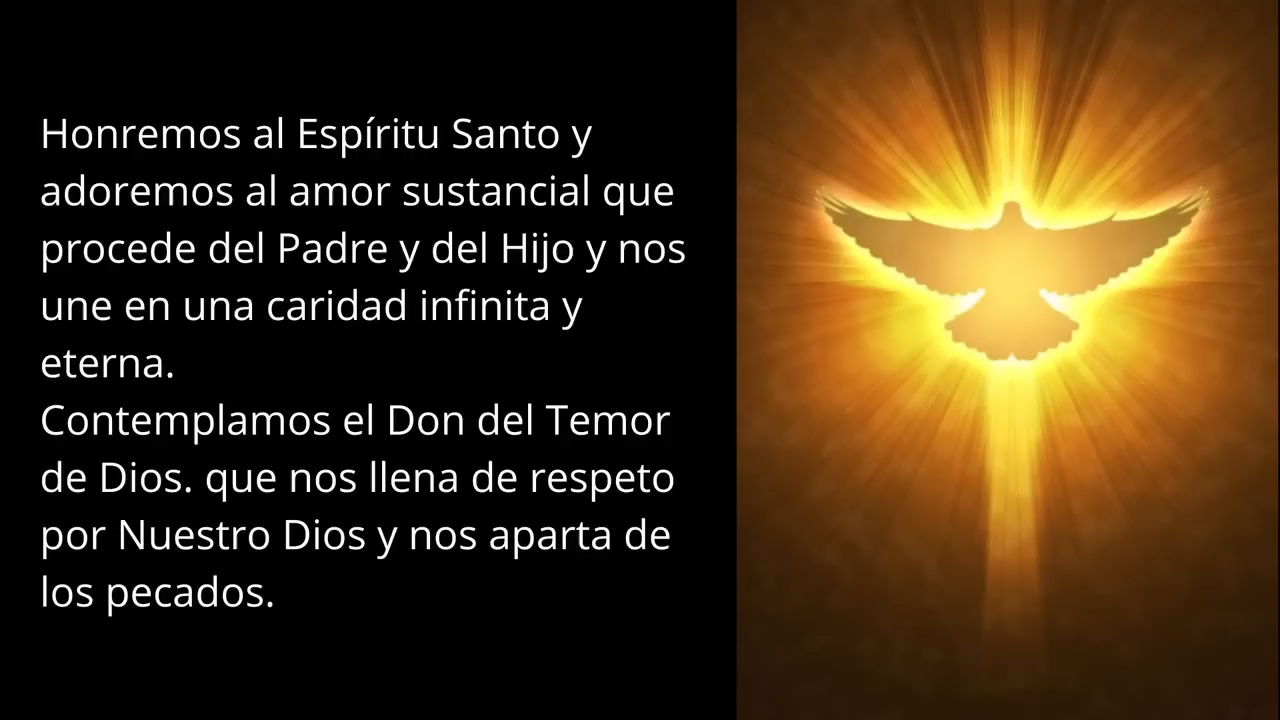 Honremos al Espíritu Santo y
adoremos al amor sustancial que
procede del Padre y del Hijo y nos
une en una caridad infinita y
eterna.
Contemplamos el Don del Temor
de Dios. que nos llena de respeto
por Nuestro Dios y nos aparta de
los pecados.